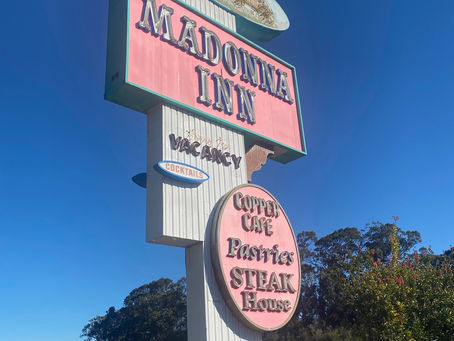 MADONNA
INN
VACANCY
COCKTAILS
COPPER
CAFE
Pastries
STEAK
House